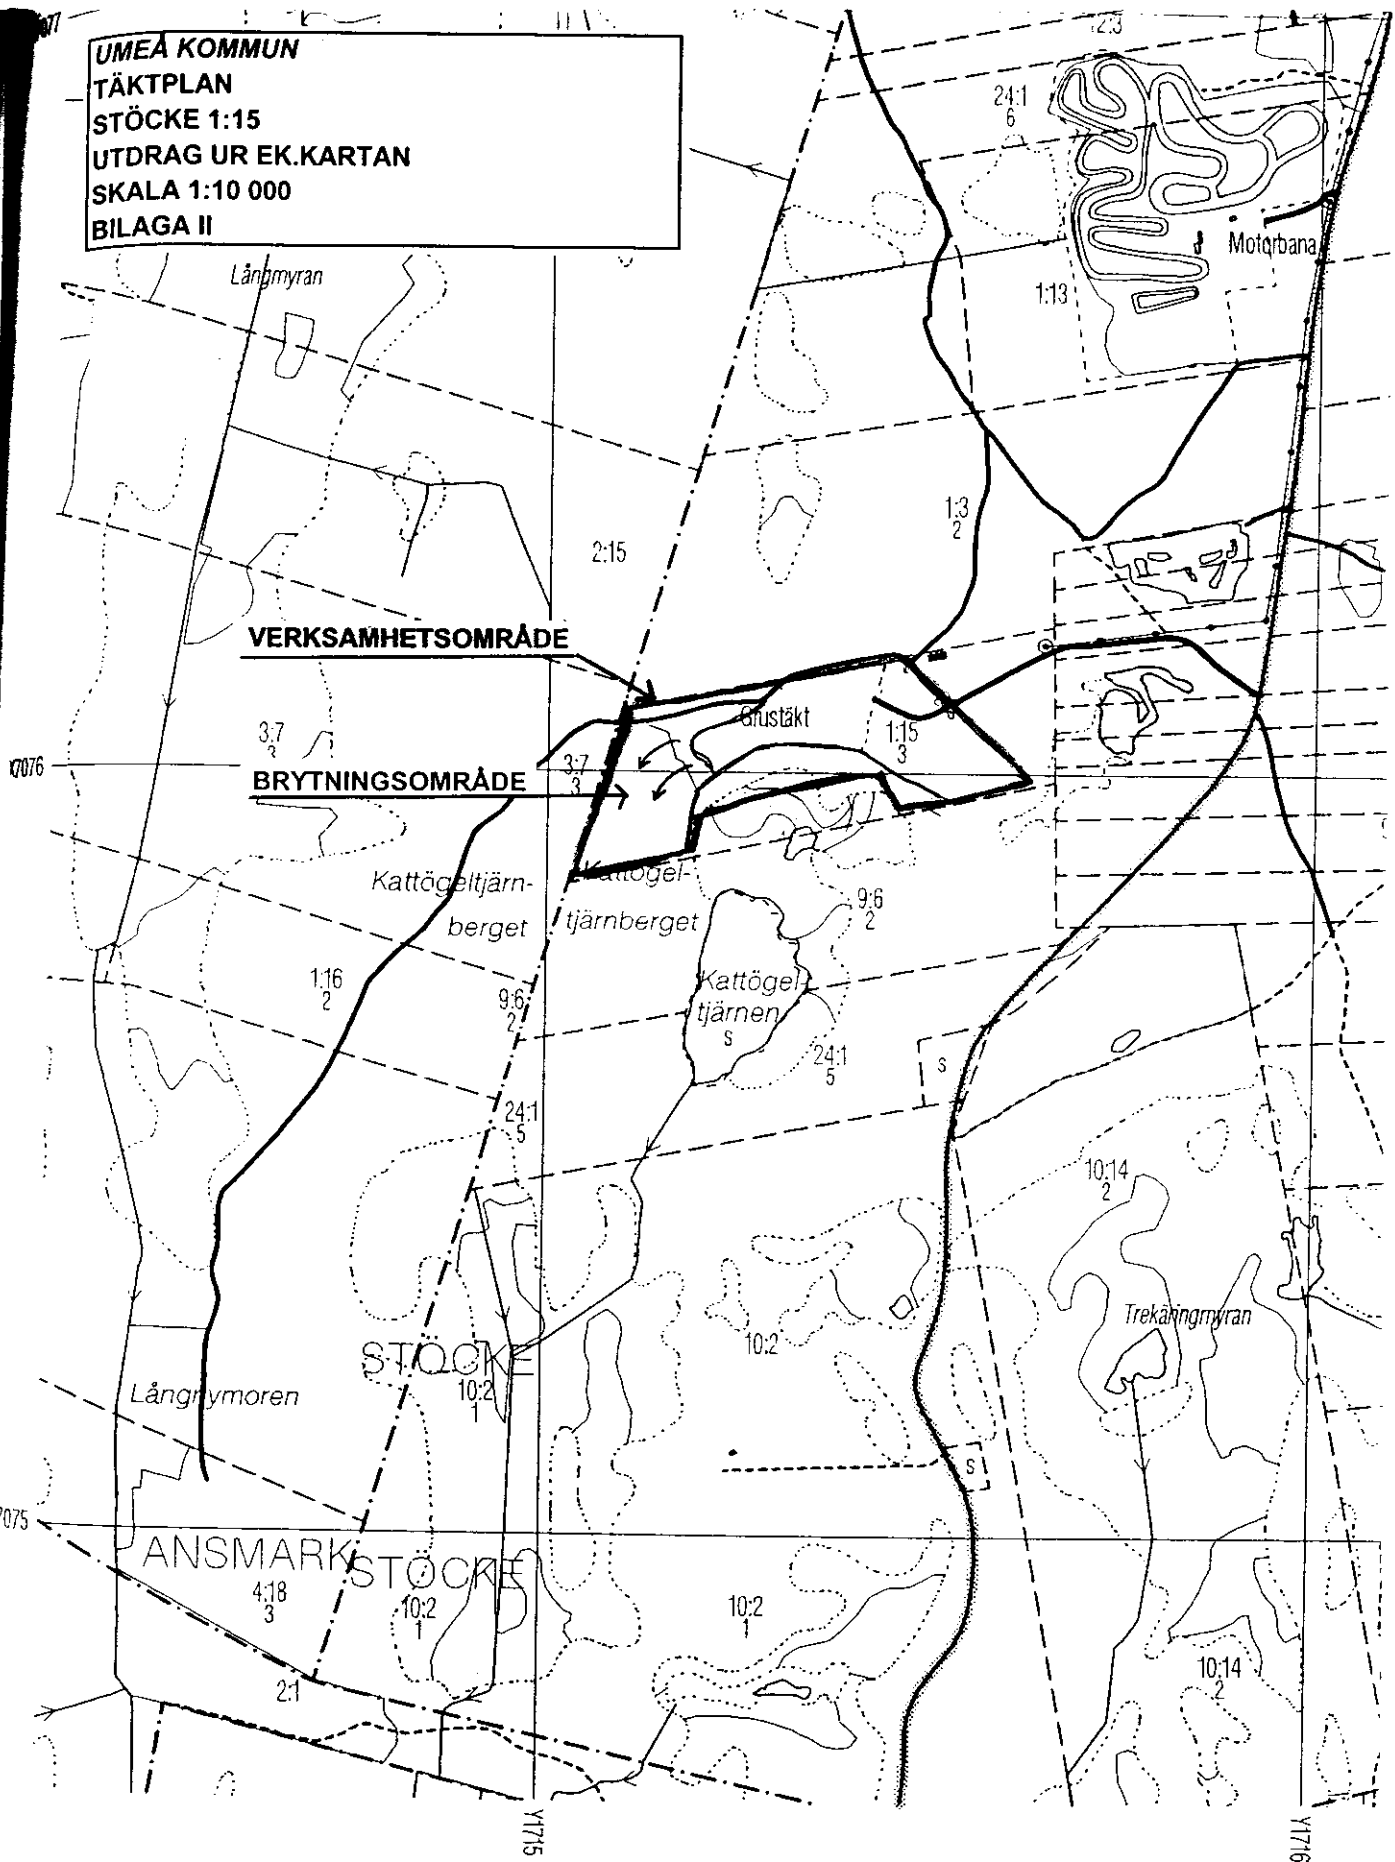 UMEÅ KOMMUN
TÄKTPLAN
STÖCKE 1:15
UTDRAG UR EK.KARTAN
SKALA 1:10 000
BILAGA II
2:3
24:1
6
Motorbana
1:13
Långmyran
1:3
2
2:15
VERKSAMHETSOMRÅDE
Grustäkt
1:15
3
3:7
3
7076
3:7
3
BRYTNINGSOMRÅDE
Kattögeltjärn-
berget
Kattögel-
tjärnberget
9:6
2
1:16
2
9:6
2
Kattögel-
tjärnen
s
24:1
5
s
24:1
5
10:14
2
Trekäringmyran
10:2
STÖCKE
10:2
1
Långnymoren
s
7075
ANSMARK
4:18
3
STÖCKE
10:2
1
10:2
1
10:14
2
2:1
Y1715
Y1716